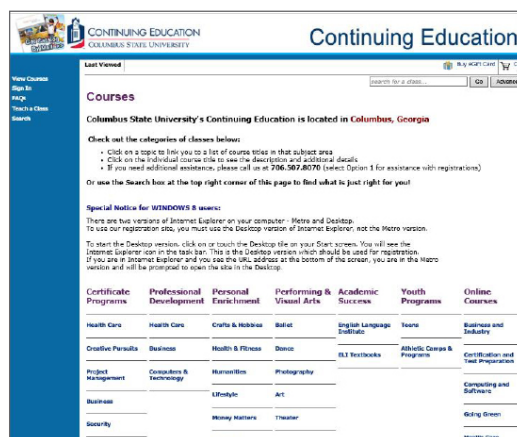 CONTINUING EDUCATION
COLUMBUS STATE UNIVERSITY
Continuing Education
Last Viewed
Buy eGift Card
View Courses
Sign In
FAQs
Teach a Class
Search
search for a class...
Go
Advance
Courses
Columbus State University's Continuing Education is located in Columbus, Georgia
Check out the categories of classes below:
• Click on a topic to link you to a list of course titles in that subject area
• Click on the individual course title to see the description and additional details
• If you need additional assistance, please call us at 706.507.8070 (select Option 1 for assistance with registrations)
Or use the Search box at the top right corner of this page to find what is just right for you!
Special Notice for WINDOWS 8 users:
There are two versions of Internet Explorer on your computer - Metro and Desktop.
To use our registration site, you must use the Desktop version of Internet Explorer, not the Metro version.
To start the Desktop version, click on or touch the Desktop tile on your Start screen. You will see the
Internet Explorer icon in the task bar. This is the Desktop version which should be used for registration.
If you are in Internet Explorer and you see the URL address at the bottom of the screen, you are in the Metro
version and will be prompted to open the site in the Desktop.
Certificate Programs
Health Care
Creative Pursuits
Project Management
Business
Security
Professional Development
Health Care
Business
Computers & Technology
Personal Enrichment
Crafts & Hobbies
Health & Fitness
Humanities
Lifestyle
Money Matters
Performing & Visual Arts
Ballet
Dance
Photography
Art
Theater
Academic Success
English Language Institute
ELI Textbooks
Youth Programs
Teens
Athletic Camps & Programs
Online Courses
Business and Industry
Certification and Test Preparation
Computing and Software
Going Green
Health Care